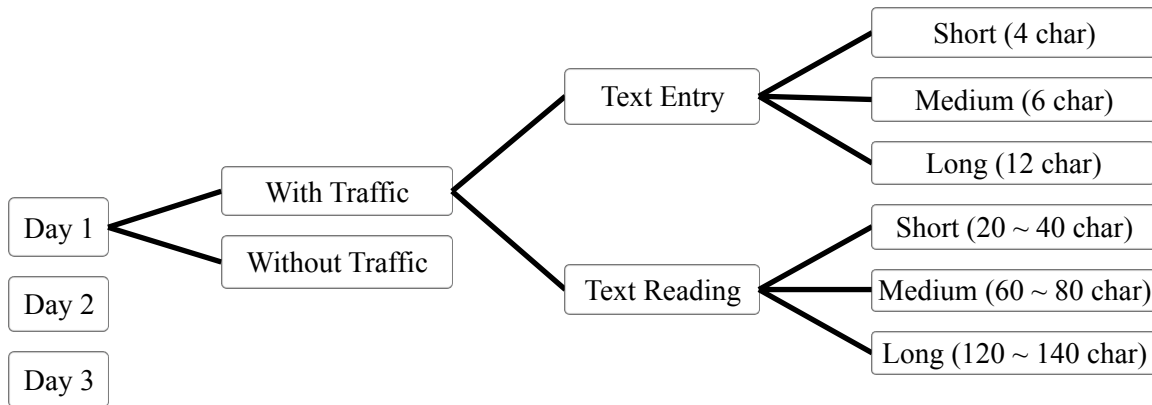 Day 1
Day 2
Day 3
With Traffic
Without Traffic
Text Entry
Text Reading
Short (4 char)
Medium (6 char)
Long (12 char)
Short (20 ~ 40 char)
Medium (60 ~ 80 char)
Long (120 ~ 140 char)